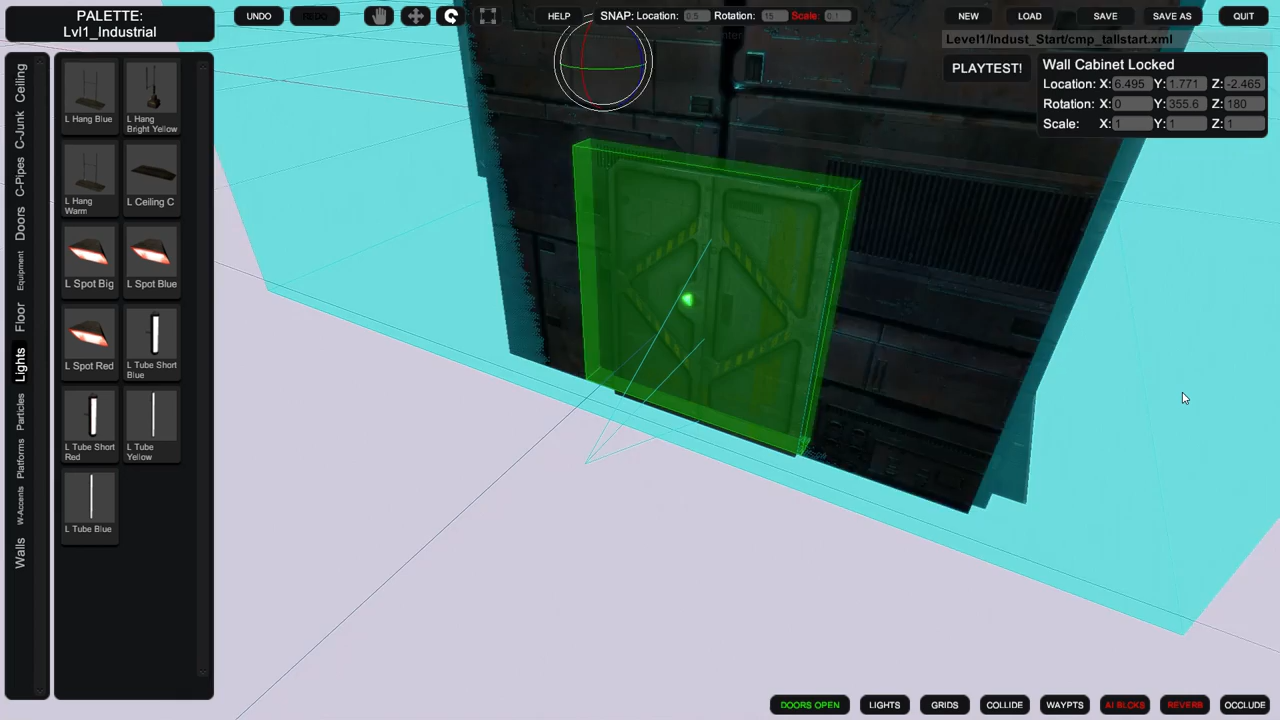 PALETTE:
Lvl1_Industrial
UNDO
REDO
HELP
SNAP: Location: 0.5 Rotation: 15 Scale: 0.1
NEW
LOAD
SAVE
SAVE AS
QUIT
Level1/Indust_Start/cmp_tallstart.xml
PLAYTEST!
Wall Cabinet Locked
Location: X: 6.495 Y: 1.771 Z: -2.465
Rotation: X: 0 Y: 355.6 Z: 180
Scale: X: 1 Y: 1 Z: 1
Ceiling
C-Junk
C-Pipes
Doors
Equipment
Floor
Lights
Particles
Platforms
W-Accents
Walls
L Hang Blue
L Hang
Bright Yellow
L Hang
Warm
L Ceiling C
L Spot Big
L Spot Blue
L Spot Red
L Tube Short
Blue
L Tube Short
Red
L Tube
Yellow
L Tube Blue
DOORS OPEN
LIGHTS
GRIDS
COLLIDE
WAYPTS
AI BLCKS
REVERB
OCCLUDE